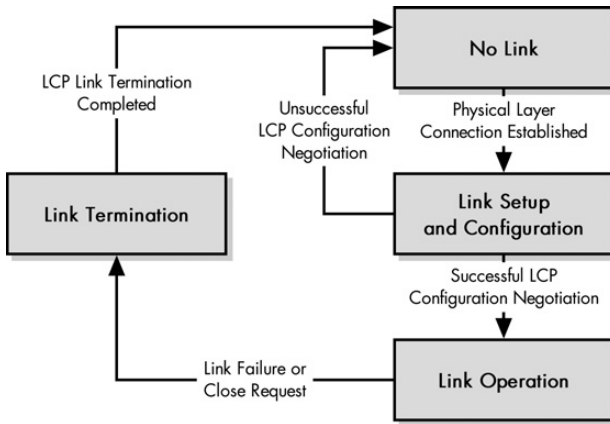 No Link
LCP Link Termination
Completed
Unsuccessful
LCP Configuration
Negotiation
Physical Layer
Connection Established
Link Termination
Link Setup
and Configuration
Successful LCP
Configuration Negotiation
Link Failure or
Close Request
Link Operation